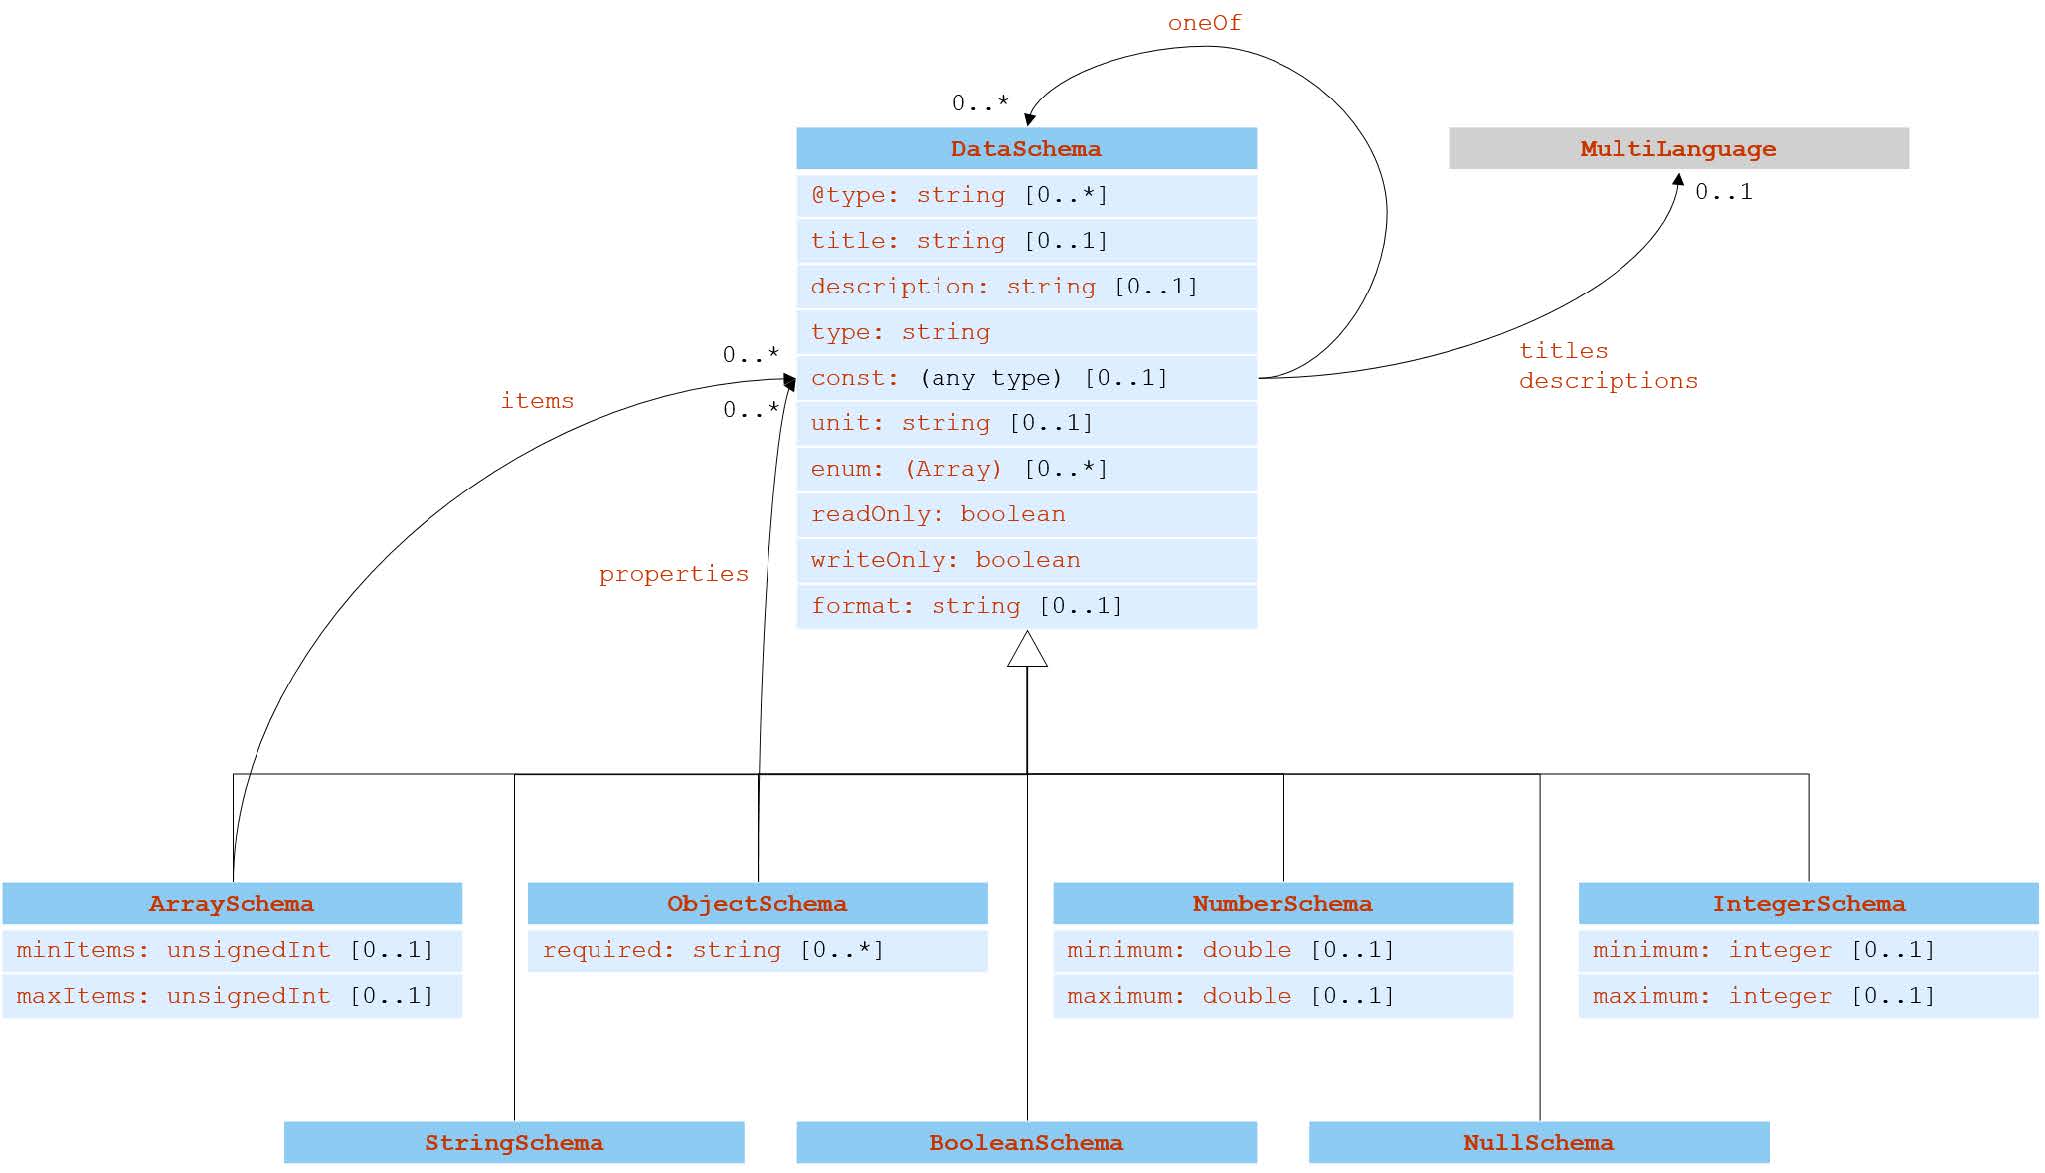 oneOf
0..*
DataSchema
MultiLanguage
@type: string [0..*]
0..1
title: string [0..1]
description: string [0..1]
type: string
0..*
titles
descriptions
const: (any type) [0..1]
items
0..*
unit: string [0..1]
enum: (Array) [0..*]
readOnly: boolean
writeOnly: boolean
properties
format: string [0..1]
ArraySchema
ObjectSchema
NumberSchema
IntegerSchema
minItems: unsignedInt [0..1]
required: string [0..*]
minimum: double [0..1]
minimum: integer [0..1]
maxItems: unsignedInt [0..1]
maximum: double [0..1]
maximum: integer [0..1]
StringSchema
BooleanSchema
NullSchema